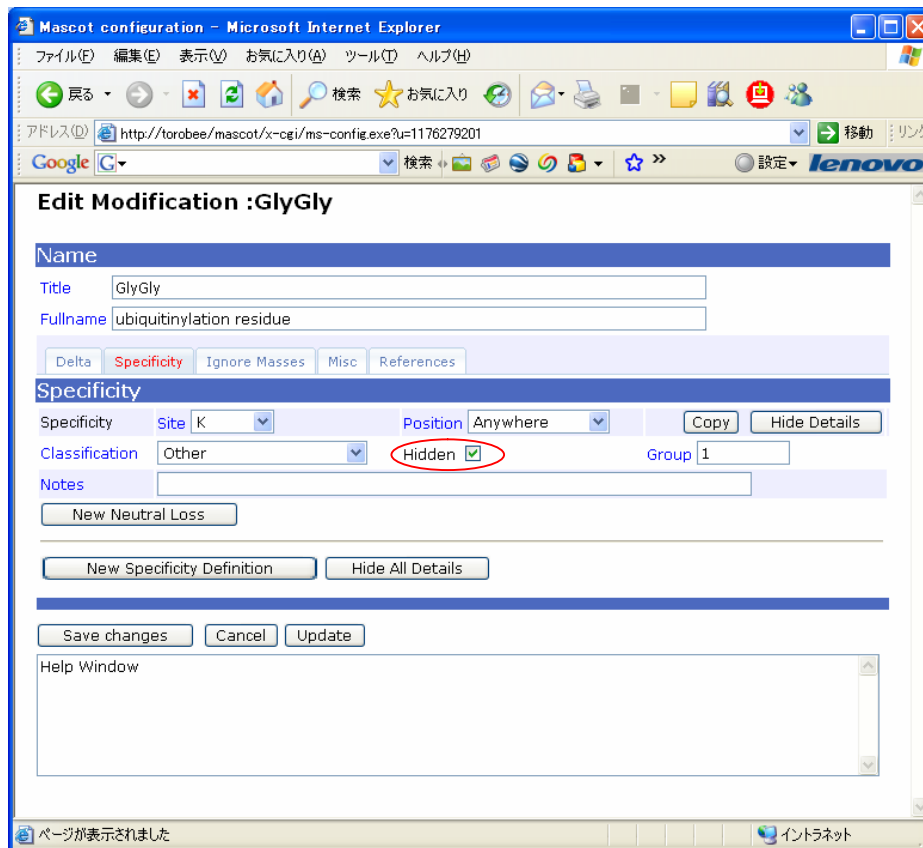 Mascot configuration - Microsoft Internet Explorer
ファイル(F) 編集(E) 表示(V) お気に入り(A) ツール(T) ヘルプ(H)
戻る 検索 お気に入り
アドレス(D) http://torobee/mascot/x-cgi/ms-config.exe?u=1176279201 移動 リンク
Google G 検索 » 設定 lenovo
Edit Modification :GlyGly
Name
Title GlyGly
Fullname ubiquitinylation residue
Delta Specificity Ignore Masses Misc References
Specificity
Specificity Site K Position Anywhere Copy Hide Details
Classification Other Hidden Group 1
Notes
New Neutral Loss
New Specificity Definition Hide All Details
Save changes Cancel Update
Help Window
ページが表示されました イントラネット